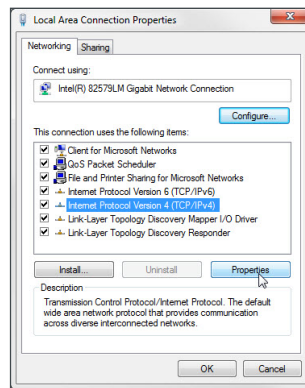 Local Area Connection Properties
Networking
Sharing
Connect using:
Intel(R) 82579LM Gigabit Network Connection
Configure...
This connection uses the following items:
Client for Microsoft Networks
QoS Packet Scheduler
File and Printer Sharing for Microsoft Networks
Internet Protocol Version 6 (TCP/IPv6)
Internet Protocol Version 4 (TCP/IPv4)
Link-Layer Topology Discovery Mapper I/O Driver
Link-Layer Topology Discovery Responder
Install...
Uninstall
Properties
Description
Transmission Control Protocol/Internet Protocol. The default
wide area network protocol that provides communication
across diverse interconnected networks.
OK
Cancel